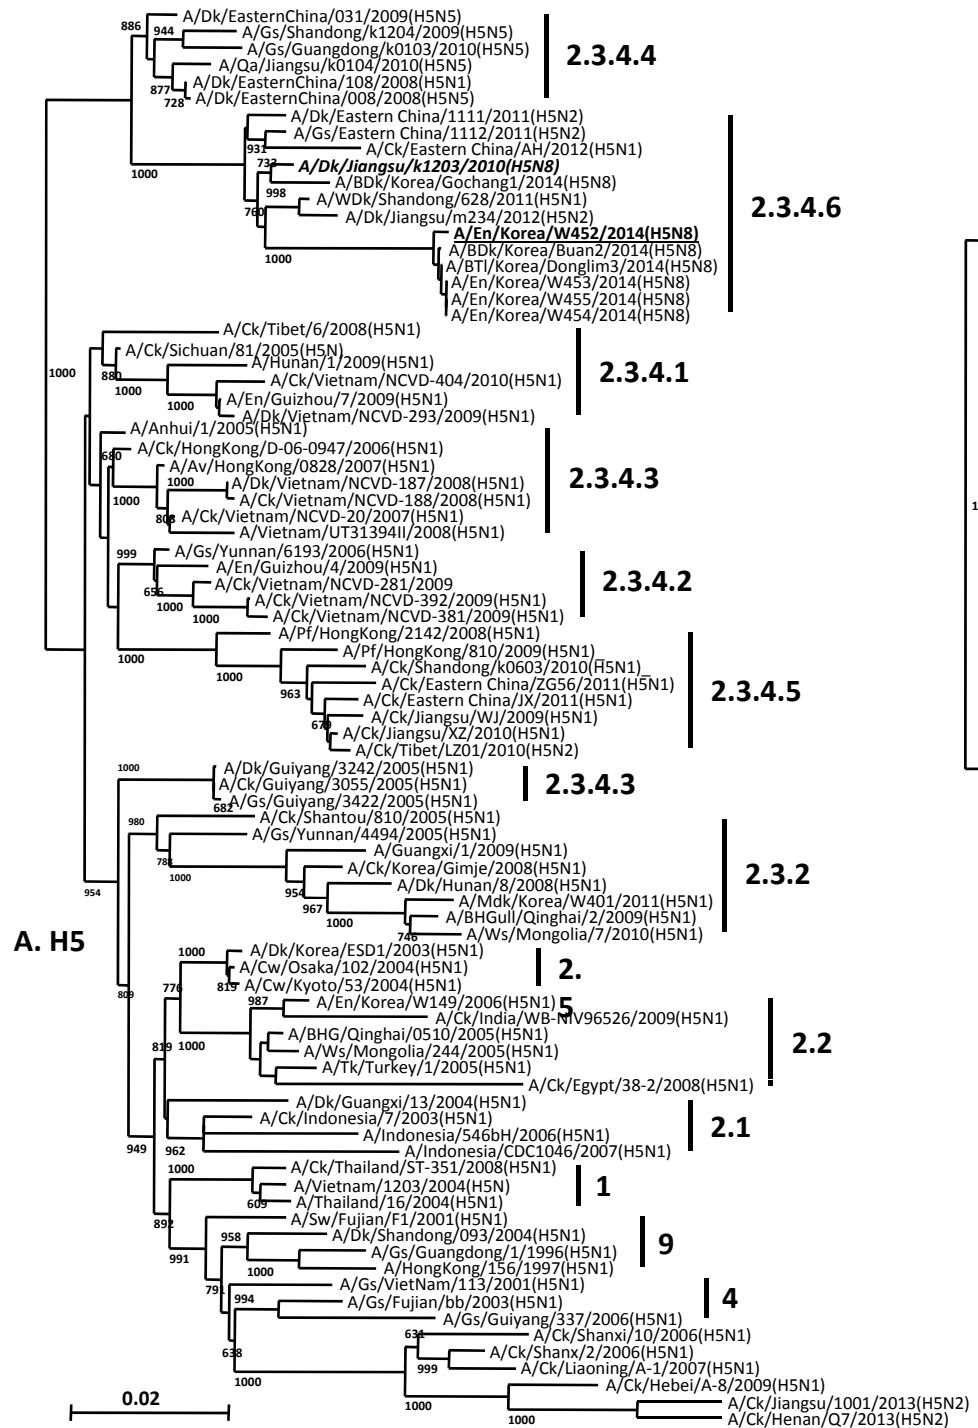 A/Dk/EasternChina/031/2009(H5N5)
886
944
A/Gs/Shandong/k1204/2009(H5N5)
A/Gs/Guangdong/k0103/2010(H5N5)
2.3.4.4
A/Qa/Jiangsu/k0104/2010(H5N5)
877
A/Dk/EasternChina/108/2008(H5N1)
728
A/Dk/EasternChina/008/2008(H5N5)
A/Dk/Eastern China/1111/2011(H5N2)
A/Gs/Eastern China/1112/2011(H5N2)
931
A/Ck/Eastern China/AH/2012(H5N1)
733
A/Dk/Jiangsu/k1203/2010(H5N8)
1000
A/BDk/Korea/Gochang1/2014(H5N8)
998
A/WDk/Shandong/628/2011(H5N1)
2.3.4.6
760
A/Dk/Jiangsu/m234/2012(H5N2)
A/En/Korea/W452/2014(H5N8)
1000
A/BDk/Korea/Buan2/2014(H5N8)
A/BTl/Korea/Donglim3/2014(H5N8)
A/En/Korea/W453/2014(H5N8)
A/En/Korea/W455/2014(H5N8)
A/En/Korea/W454/2014(H5N8)
A/Ck/Tibet/6/2008(H5N1)
A/Ck/Sichuan/81/2005(H5N)
A/Hunan/1/2009(H5N1)
1000
880
2.3.4.1
A/Ck/Vietnam/NCVD-404/2010(H5N1)
1000
A/En/Guizhou/7/2009(H5N1)
1000
A/Dk/Vietnam/NCVD-293/2009(H5N1)
A/Anhui/1/2005(H5N1)
A/Ck/HongKong/D-06-0947/2006(H5N1)
680
A/Av/HongKong/0828/2007(H5N1)
2.3.4.3
1000
A/Dk/Vietnam/NCVD-187/2008(H5N1)
1000
A/Ck/Vietnam/NCVD-188/2008(H5N1)
1
A/Ck/Vietnam/NCVD-20/2007(H5N1)
A/Vietnam/UT31394II/2008(H5N1)
999
A/Gs/Yunnan/6193/2006(H5N1)
A/En/Guizhou/4/2009(H5N1)
2.3.4.2
A/Ck/Vietnam/NCVD-281/2009
656
A/Ck/Vietnam/NCVD-392/2009(H5N1)
1000
1000
A/Ck/Vietnam/NCVD-381/2009(H5N1)
A/Pf/HongKong/2142/2008(H5N1)
A/Pf/HongKong/810/2009(H5N1)_
1000
A/Ck/Shandong/k0603/2010(H5N1)_
1000
A/Ck/Eastern China/ZG56/2011(H5N1)
2.3.4.5
963
A/Ck/Eastern China/JX/2011(H5N1)
A/Ck/Jiangsu/WJ/2009(H5N1)
A/Ck/Jiangsu/XZ/2010(H5N1)
A/Ck/Tibet/LZ01/2010(H5N2)
1000
A/Dk/Guiyang/3242/2005(H5N1)
A/Ck/Guiyang/3055/2005(H5N1)
2.3.4.3
682
A/Gs/Guiyang/3422/2005(H5N1)
A/Ck/Shantou/810/2005(H5N1)
980
A/Gs/Yunnan/4494/2005(H5N1)
A/Guangxi/1/2009(H5N1)
1000
A/Ck/Korea/Gimje/2008(H5N1)
2.3.2
A/Dk/Hunan/8/2008(H5N1)
954
954
A/Mdk/Korea/W401/2011(H5N1)
967
1000
A/BHGull/Qinghai/2/2009(H5N1)
746
A/Ws/Mongolia/7/2010(H5N1)
A. H5
1000
A/Dk/Korea/ESD1/2003(H5N1)
A/Cw/Osaka/102/2004(H5N1)
2.
5
819
A/Cw/Kyoto/53/2004(H5N1)
776
809
987
A/En/Korea/W149/2006(H5N1)
A/Ck/India/WB-NIV96526/2009(H5N1)
A/BHG/Qinghai/0510/2005(H5N1)
1000
2.2
819
A/Ws/Mongolia/244/2005(H5N1)
A/Tk/Turkey/1/2005(H5N1)
A/Ck/Egypt/38-2/2008(H5N1)
A/Dk/Guangxi/13/2004(H5N1)
A/Ck/Indonesia/7/2003(H5N1)
2.1
A/Indonesia/546bH/2006(H5N1)
949
962
A/Indonesia/CDC1046/2007(H5N1)
1000
A/Ck/Thailand/ST-351/2008(H5N1)
A/Vietnam/1203/2004(H5N)
1
609
A/Thailand/16/2004(H5N1)
892
A/Sw/Fujian/F1/2001(H5N1)
958
A/Dk/Shandong/093/2004(H5N1)
9
991
A/Gs/Guangdong/1/1996(H5N1)
1000
A/HongKong/156/1997(H5N1)
791
A/Gs/VietNam/113/2001(H5N1)
994
A/Gs/Fujian/bb/2003(H5N1)
4
A/Gs/Guiyang/337/2006(H5N1)
631
A/Ck/Shanxi/10/2006(H5N1)
638
A/Ck/Shanx/2/2006(H5N1)
999
A/Ck/Liaoning/A-1/2007(H5N1)
1000
A/Ck/Hebei/A-8/2009(H5N1)
0.02
1000
A/Ck/Jiangsu/1001/2013(H5N2)
1000
A/Ck/Henan/Q7/2013(H5N2)